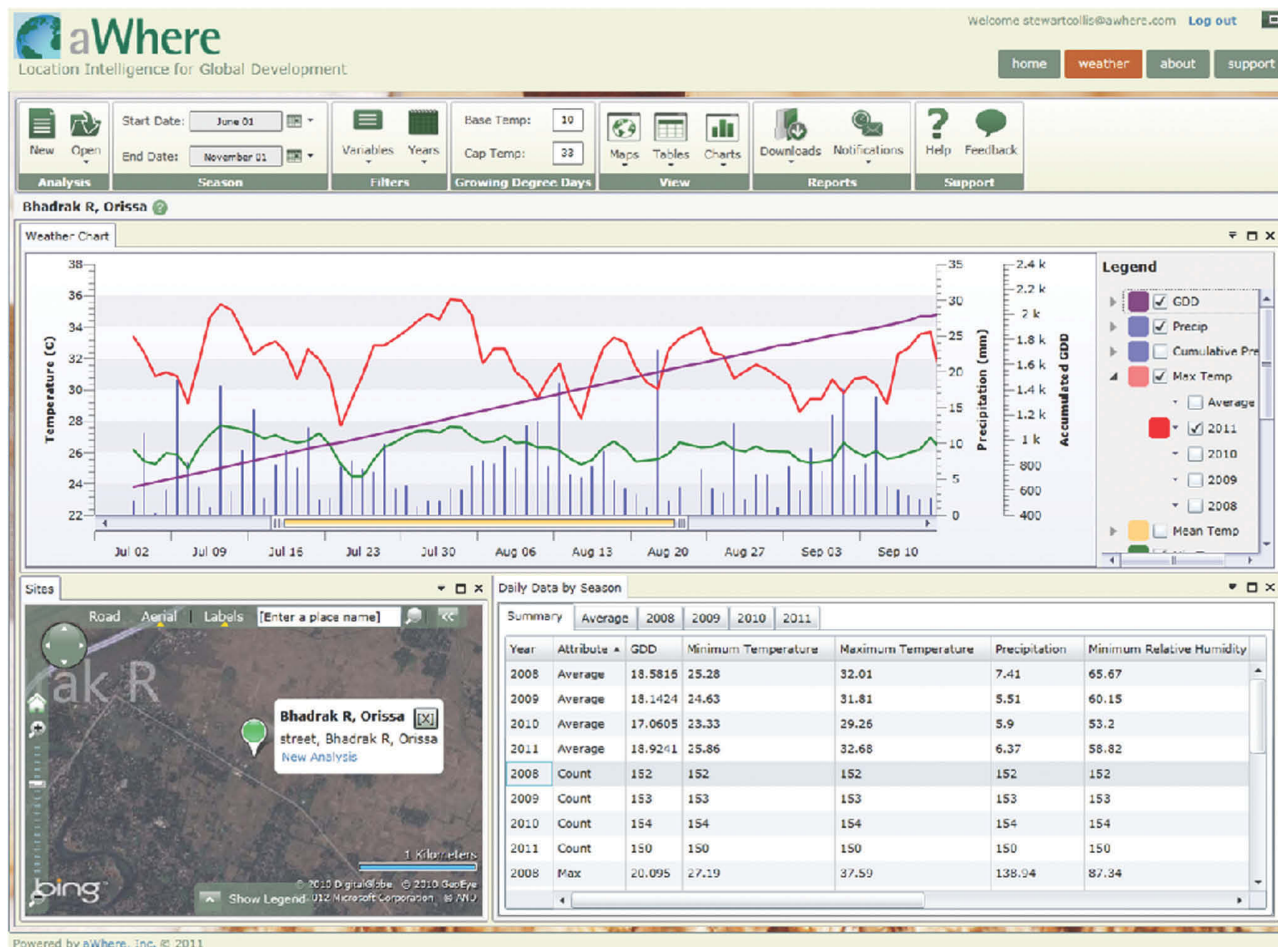 aWhere
Location Intelligence for Global Development
Welcome stewartcollis@awhere.com Log out
home weather about support
New Open
Analysis
Start Date: June 01
End Date: November 01
Season
Variables Years
Filters
Base Temp: 10
Cap Temp: 33
Growing Degree Days
Maps Tables Charts
View
Downloads Notifications
Reports
Help Feedback
Support
Bhadrak R, Orissa
Weather Chart
Temperature (C)
38
36
34
32
30
28
26
24
22
Jul 02 Jul 09 Jul 16 Jul 23 Jul 30 Aug 06 Aug 13 Aug 20 Aug 27 Sep 03 Sep 10
35
30
25
20
15
10
5
0
Precipitation (mm)
2.4 k
2.2 k
2 k
1.8 k
1.6 k
1.4 k
1.2 k
1 k
800
600
400
Accumulated GDD
Legend
GDD
Precip
Cumulative Pre
Max Temp
Average
2011
2010
2009
2008
Mean Temp
Sites
Road Aerial Labels [Enter a place name]
ak R
Bhadrak R, Orissa [X]
street, Bhadrak R, Orissa
New Analysis
1 Kilometers
bing
© 2010 DigitalGlobe © 2010 GeoEye
Show Legend 012 Microsoft Corporation © AND
Daily Data by Season
Summary Average 2008 2009 2010 2011
Year Attribute GDD Minimum Temperature Maximum Temperature Precipitation Minimum Relative Humidity
2008 Average 18.5816 25.28 32.01 7.41 65.67
2009 Average 18.1424 24.63 31.81 5.51 60.15
2010 Average 17.0605 23.33 29.26 5.9 53.2
2011 Average 18.9241 25.86 32.68 6.37 58.82
2008 Count 152 152 152 152 152
2009 Count 153 153 153 153 153
2010 Count 154 154 154 154 154
2011 Count 150 150 150 150 150
2008 Max 20.095 27.19 37.59 138.94 87.34
Powered by aWhere, Inc. © 2011